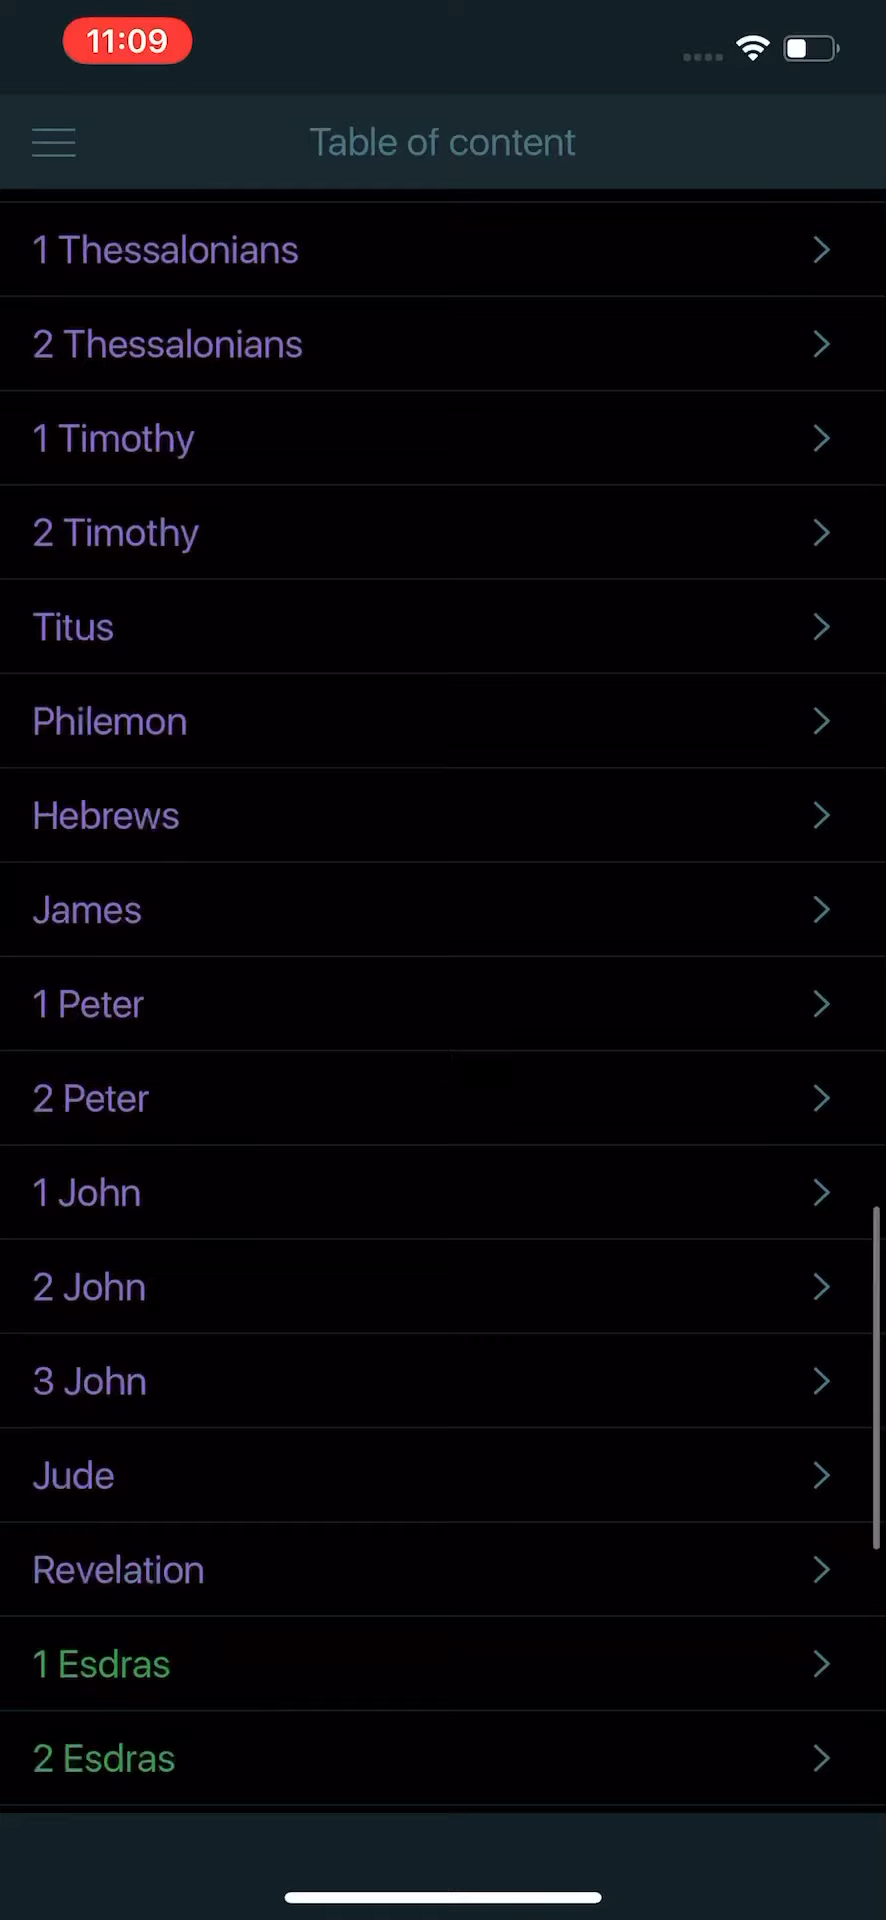 11:09
Table of content
1 Thessalonians
2 Thessalonians
1 Timothy
2 Timothy
Titus
Philemon
Hebrews
James
1 Peter
2 Peter
1 John
2 John
3 John
Jude
Revelation
1 Esdras
2 Esdras